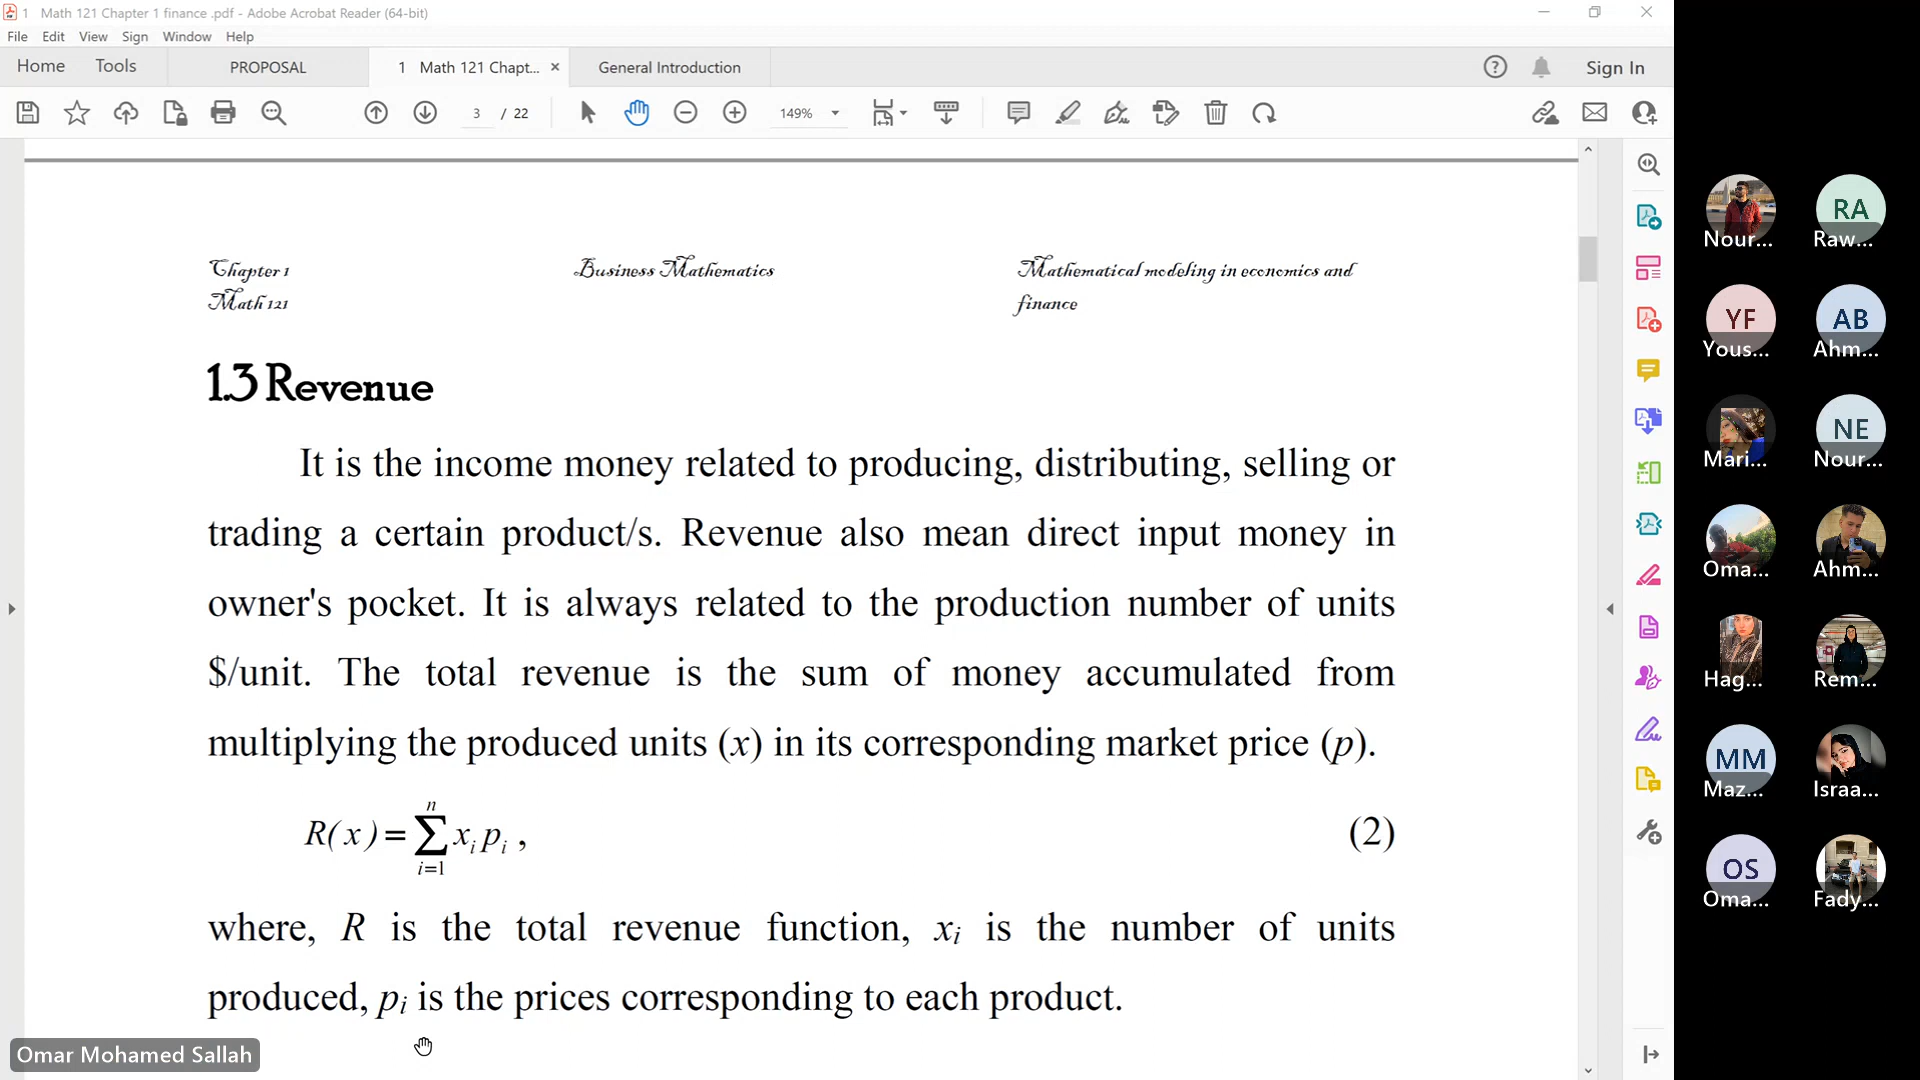 1 Math 121 Chapter 1 finance .pdf - Adobe Acrobat Reader (64-bit)
File Edit View Sign Window Help
Home Tools PROPOSAL 1 Math 121 Chapt... × General Introduction Sign In
3 / 22 149%
Chapter 1 Business Mathematics Mathematical modeling in economics and
Math 121 finance
1.3 Revenue
It is the income money related to producing, distributing, selling or
trading a certain product/s. Revenue also mean direct input money in
owner's pocket. It is always related to the production number of units
$/unit. The total revenue is the sum of money accumulated from
multiplying the produced units (x) in its corresponding market price (p).
R(x) = ∑_{i=1}^{n} x_i p_i , (2)
where, R is the total revenue function, x_i is the number of units
produced, p_i is the prices corresponding to each product.
Omar Mohamed Sallah
Nour... RA Raw...
YF Yous... AB Ahm...
Mari... NE Nour...
Oma... Ahm...
Hag... Rem...
MM Maz... Israa...
OS Oma... Fady...